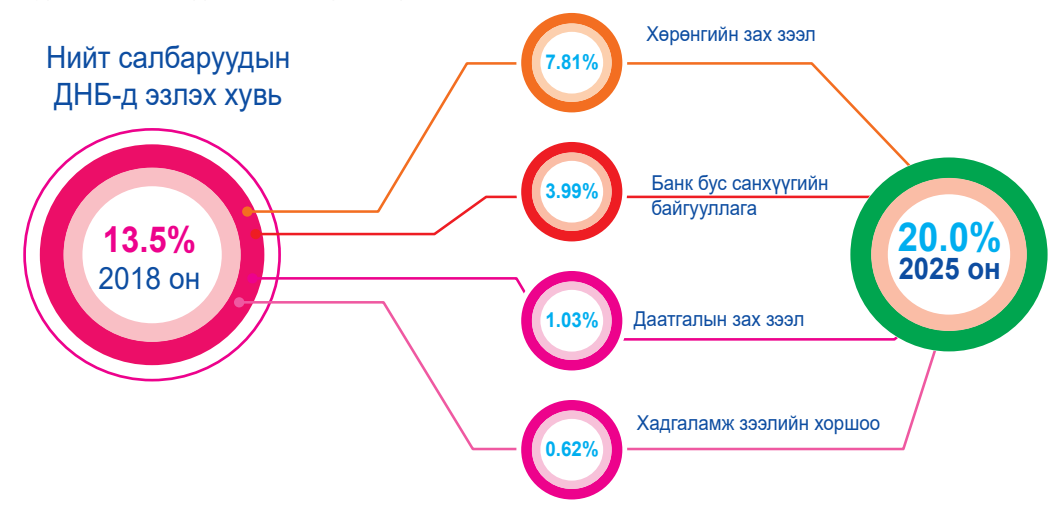 Нийт салбаруудын
ДНБ-д эзлэх хувь
13.5%
2018 он
7.81%
Хөрөнгийн зах зээл
3.99%
Банк бус санхүүгийн
байгууллага
1.03%
Даатгалын зах зээл
0.62%
Хадгаламж зээлийн хоршоо
20.0%
2025 он